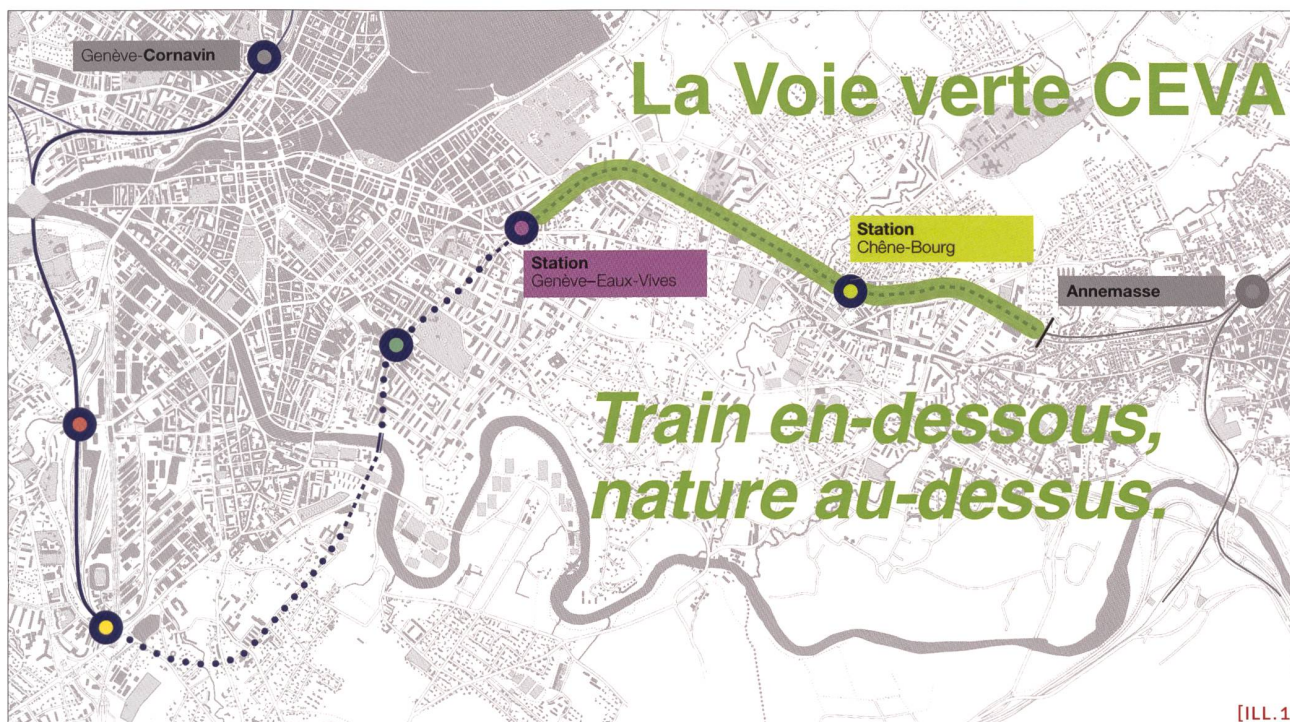 Genève-Cornavin
La Voie verte CEVA
Station
Genève–Eaux-Vives
Station
Chêne-Bourg
Annemasse
Train en-dessous,
nature au-dessus.
[ILL.1